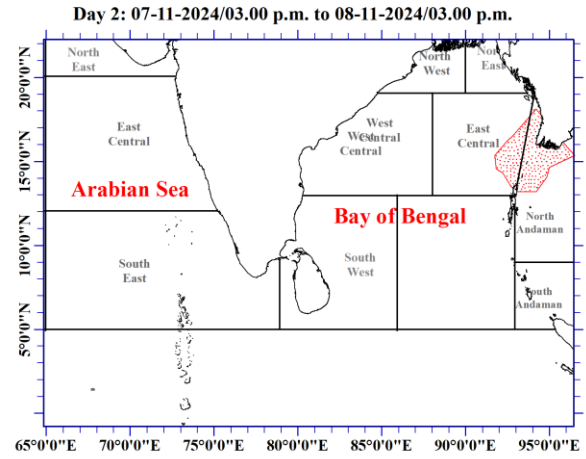 Day 2: 07-11-2024/03.00 p.m. to 08-11-2024/03.00 p.m.
North
East
North
West
North
East
20°0'0"N
East
Central
West
Central
West
Central
East
Central
15°0'0"N
Arabian Sea
Bay of Bengal
North
Andaman
10°0'0"N
South
East
South
West
South
Andaman
5°0'0"N
65°0'0"E
70°0'0"E
75°0'0"E
80°0'0"E
85°0'0"E
90°0'0"E
95°0'0"E